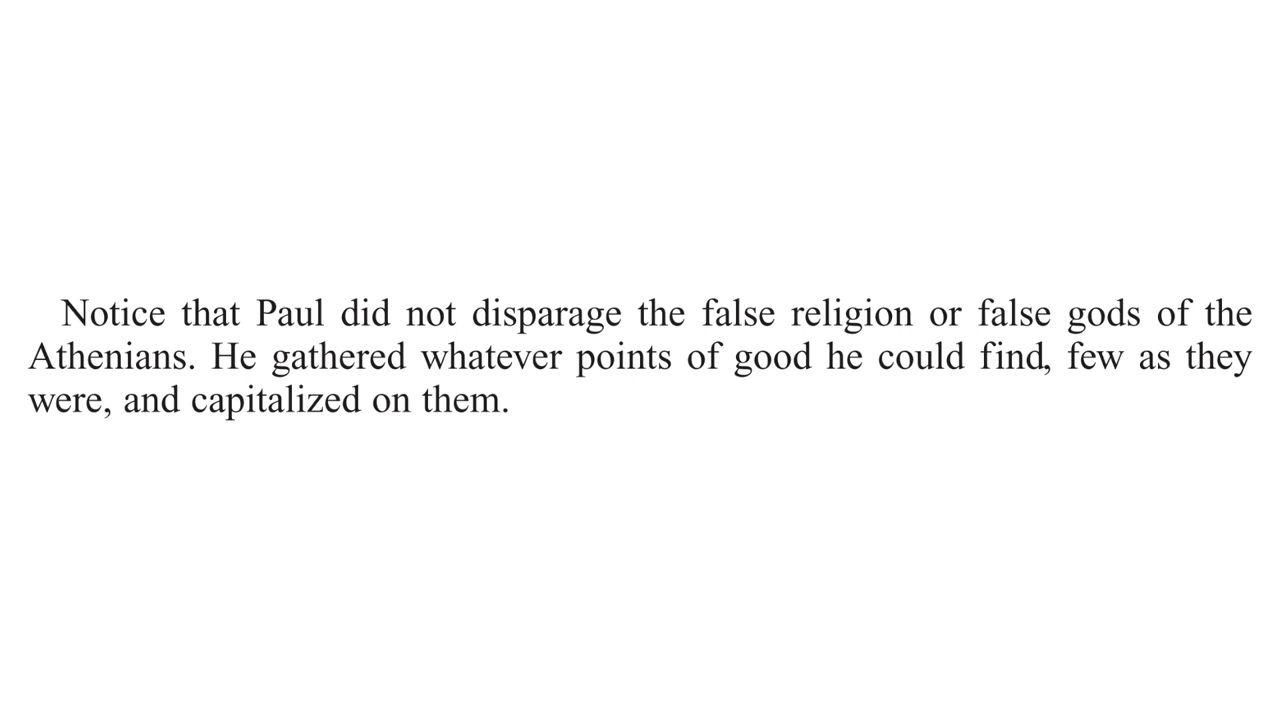 Notice that Paul did not disparage the false religion or false gods of the
Athenians. He gathered whatever points of good he could find, few as they
were, and capitalized on them.